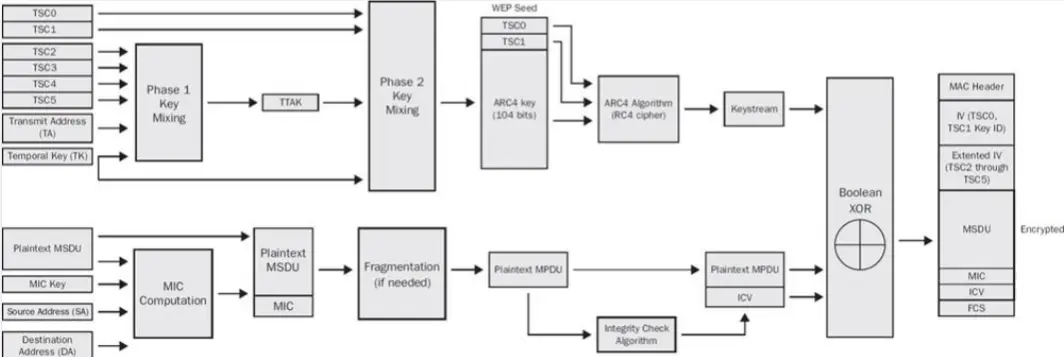 TSC0
TSC1
TSC2
TSC3
TSC4
TSC5
Transmit Address
(TA)
Temporal Key (TK)
Phase 1
Key
Mixing
TTAK
Phase 2
Key
Mixing
WEP Seed
TSC0
TSC1
ARC4 key
(104 bits)
ARC4 Algorithm
(RC4 cipher)
Keystream
Plaintext MSDU
MIC Key
Source Address (SA)
Destination
Address (DA)
MIC
Computation
Plaintext
MSDU
MIC
Fragmentation
(if needed)
Plaintext MPDU
Integrity Check
Algorithm
Plaintext MPDU
ICV
Boolean
XOR
MAC Header
IV (TSC0,
TSC1 Key ID)
Extented IV
(TSC2 through
TSC5)
MSDU
MIC
ICV
FCS
Encrypted